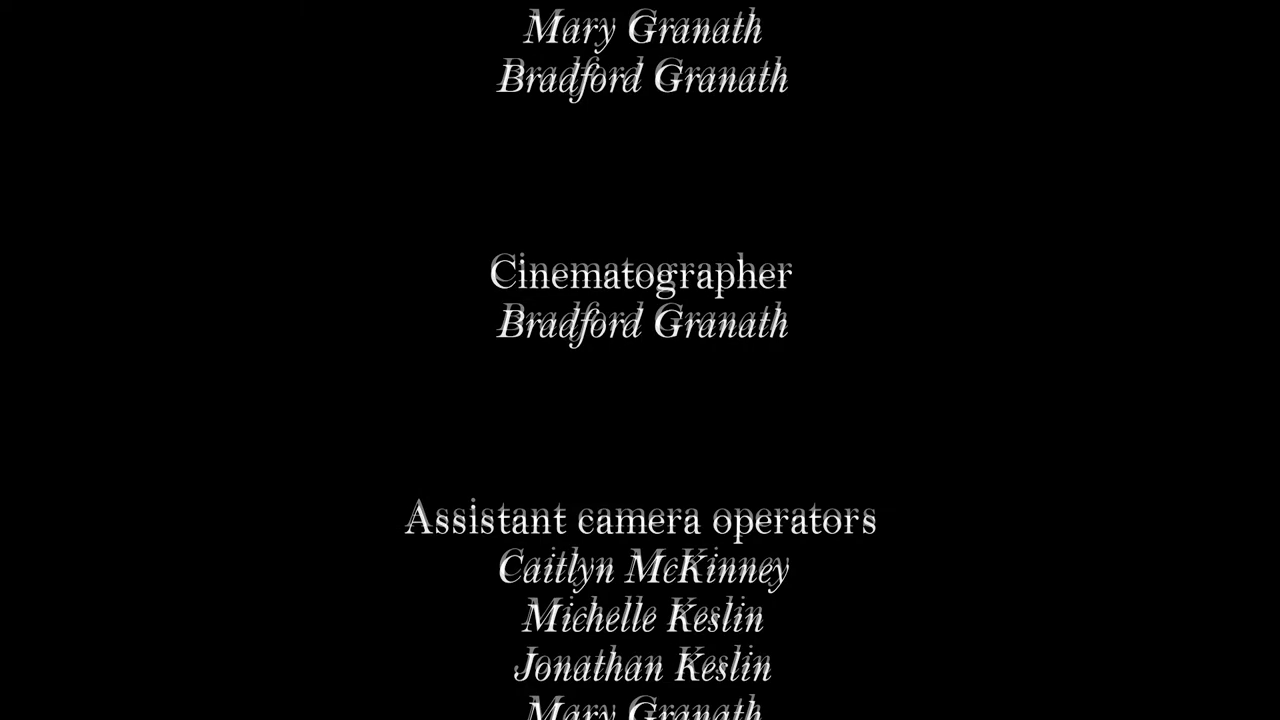 Mary Granath
Bradford Granath
Cinematographer
Bradford Granath
Assistant camera operators
Caitlyn McKinney
Michelle Keslin
Jonathan Keslin
Mary Granath